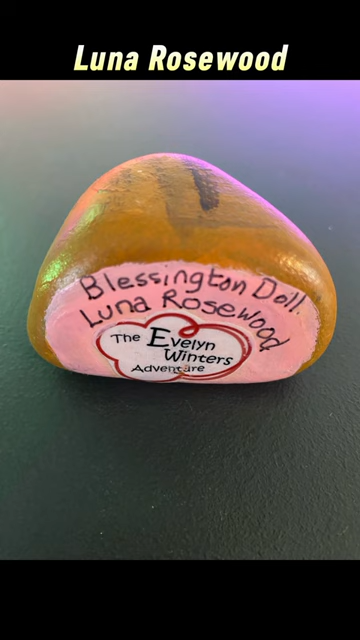 Luna Rosewood
Blessington Doll.
Luna Rosewood
The Evelyn
Winters
Adventure